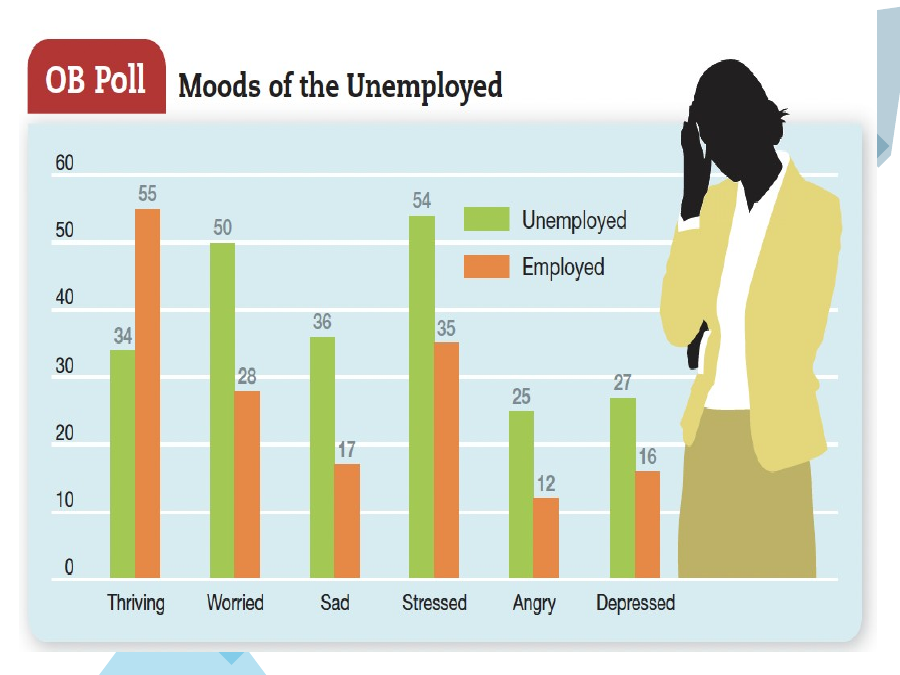 OB Poll
Moods of the Unemployed
60
50
40
30
20
10
0
34
55
50
28
36
17
54
35
25
12
27
16
Unemployed
Employed
Thriving
Worried
Sad
Stressed
Angry
Depressed